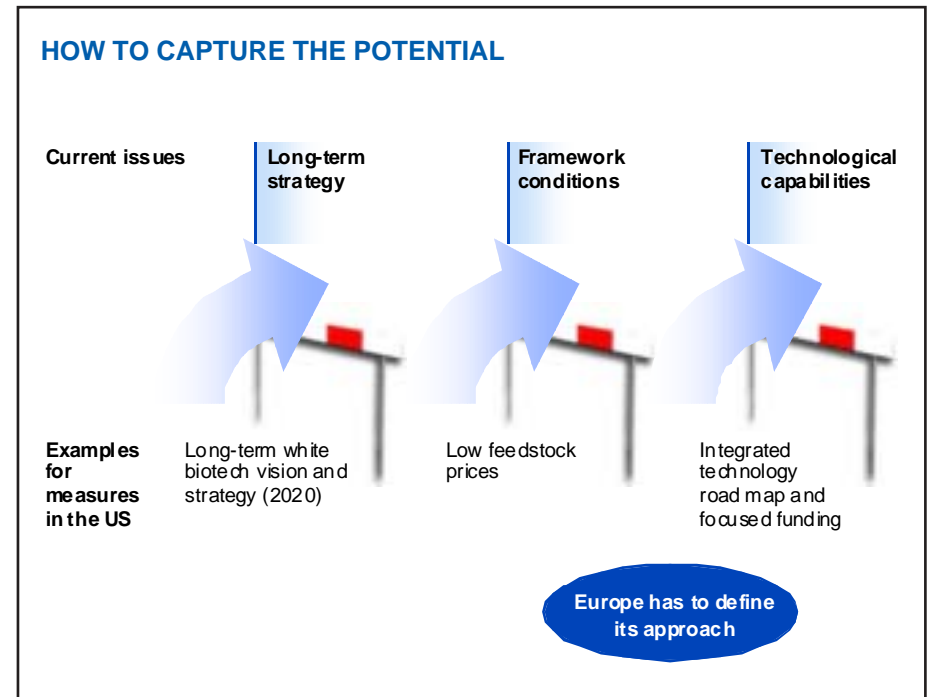 HOW TO CAPTURE THE POTENTIAL
Current issues
Long-term
strategy
Framework
conditions
Technological
capabilities
Examples
for
measures
in the US
Long-term white
biotech vision and
strategy (2020)
Low feedstock
prices
Integrated
technology
road map and
focused funding
Europe has to define
its approach